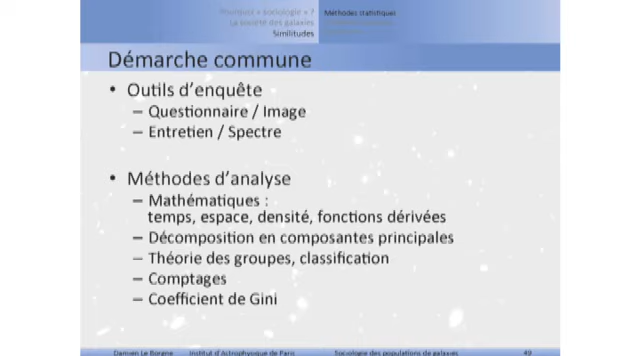 Pourquoi « sociologie » ?
La société des galaxies
Similitudes
Méthodes statistiques
Démarche commune
• Outils d'enquête
– Questionnaire / Image
– Entretien / Spectre
• Méthodes d'analyse
– Mathématiques :
temps, espace, densité, fonctions dérivées
– Décomposition en composantes principales
– Théorie des groupes, classification
– Comptages
– Coefficient de Gini
Damien Le Borgne Institut d'Astrophysique de Paris Sociologie des populations de galaxies 49